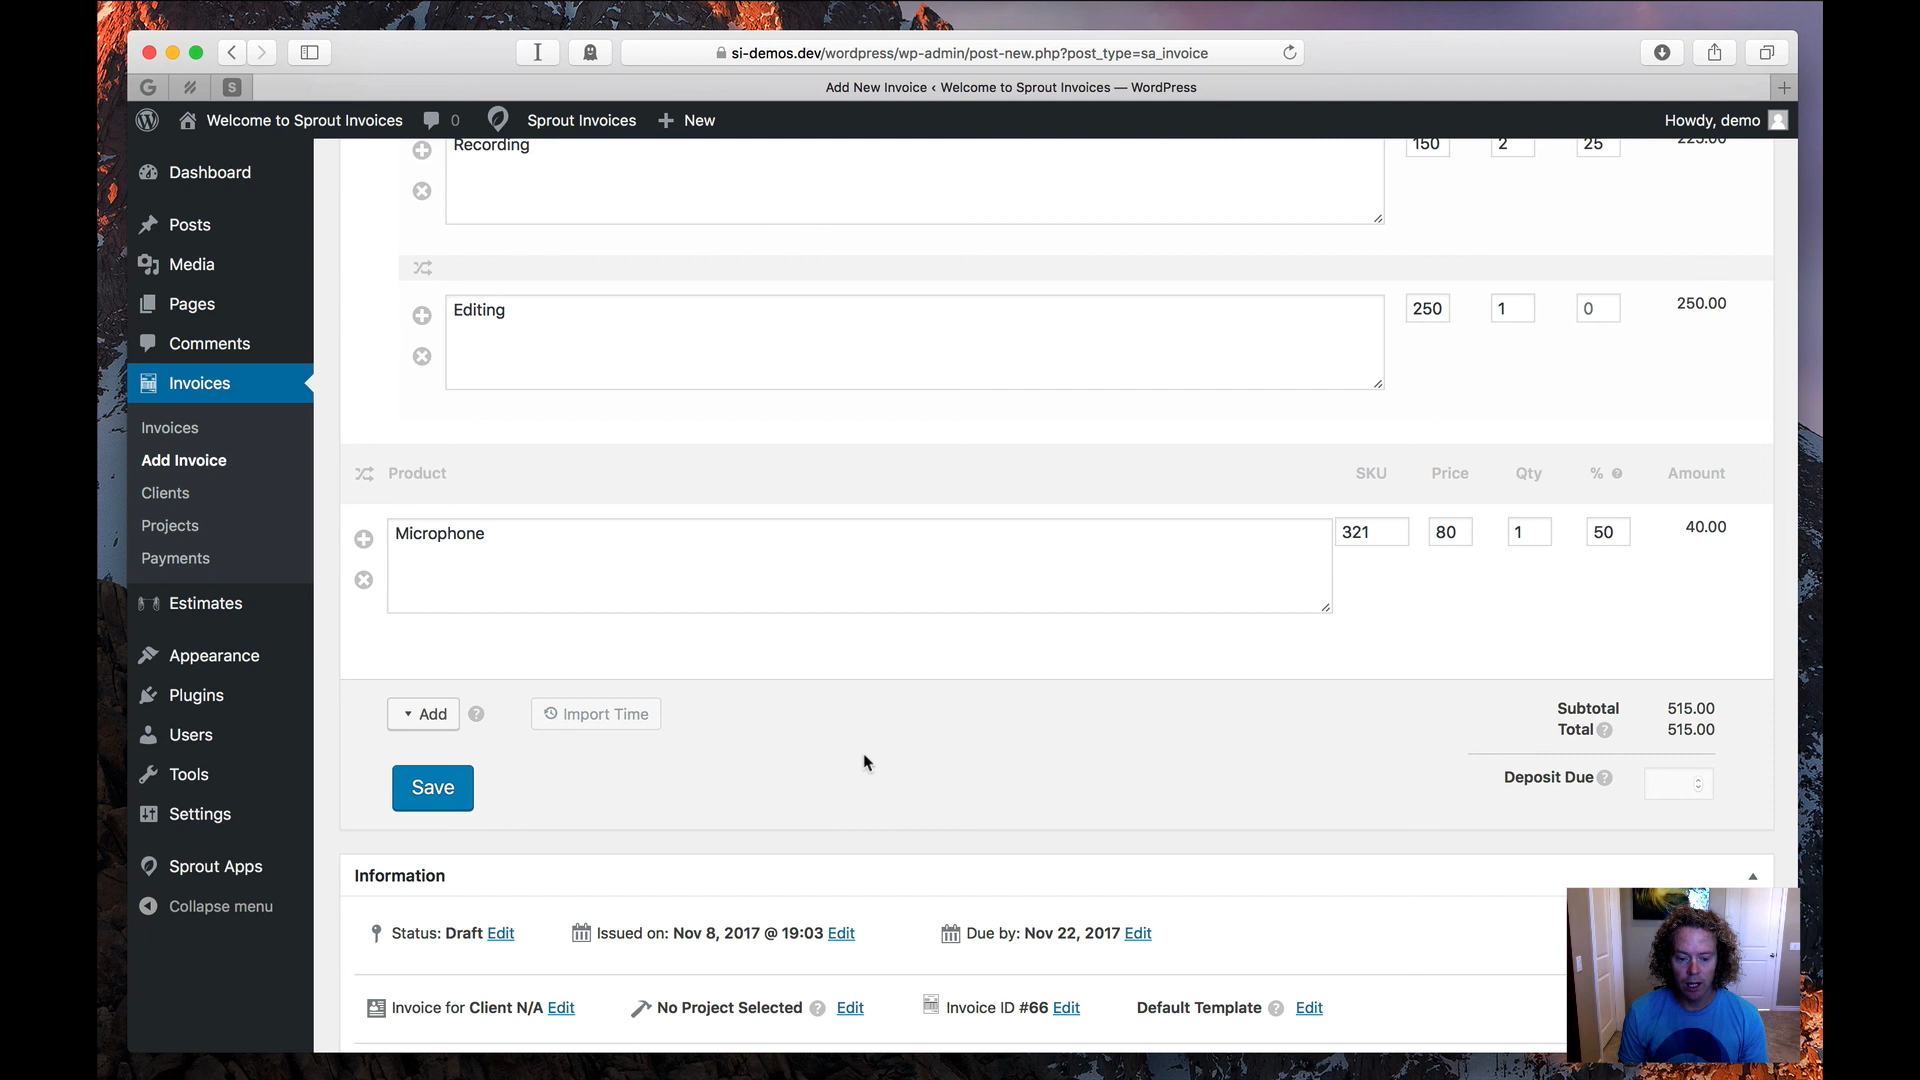 si-demos.dev/wordpress/wp-admin/post-new.php?post_type=sa_invoice
G
S
Add New Invoice ‹ Welcome to Sprout Invoices — WordPress
Welcome to Sprout Invoices 0 Sprout Invoices New Howdy, demo
Dashboard
Posts
Media
Pages
Comments
Invoices
Invoices
Add Invoice
Clients
Projects
Payments
Estimates
Appearance
Plugins
Users
Tools
Settings
Sprout Apps
Collapse menu
Recording 150 2 25 225.00
Editing 250 1 0 250.00
Product SKU Price Qty % Amount
Microphone 321 80 1 50 40.00
Add ? Import Time
Save
Subtotal 515.00
Total ? 515.00
Deposit Due ?
Information
Status: Draft Edit Issued on: Nov 8, 2017 @ 19:03 Edit Due by: Nov 22, 2017 Edit
Invoice for Client N/A Edit No Project Selected ? Edit Invoice ID #66 Edit Default Template ? Edit